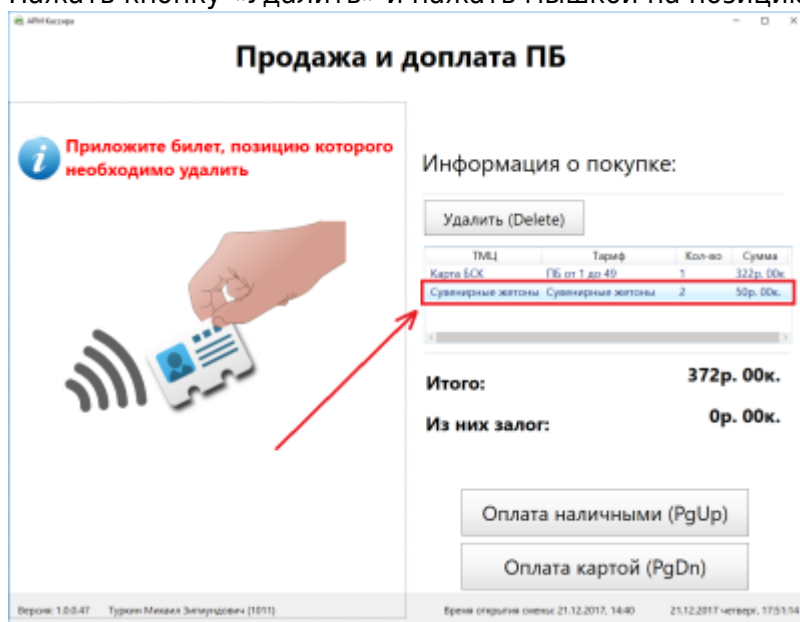 Нажать кнопку «Удалить» и нажать мышкой на позицию
АРМ Кассира
Продажа и доплата ПБ
Приложите билет, позицию которого
необходимо удалить
Информация о покупке:
Удалить (Delete)
ТМЦ Тариф Кол-во Сумма
Карта БСК ПБ от 1 до 49 1 322р. 00к
Сувенирные жетоны Сувенирные жетоны 2 50р. 00к.
Итого: 372р. 00к.
Из них залог: 0р. 00к.
Оплата наличными (PgUp)
Оплата картой (PgDn)
Версия: 1.0.0.47 Туркин Михаил Зигмундович (1011) Время открытия смены: 21.12.2017, 14:40 21.12.2017 четверг, 17:51:14